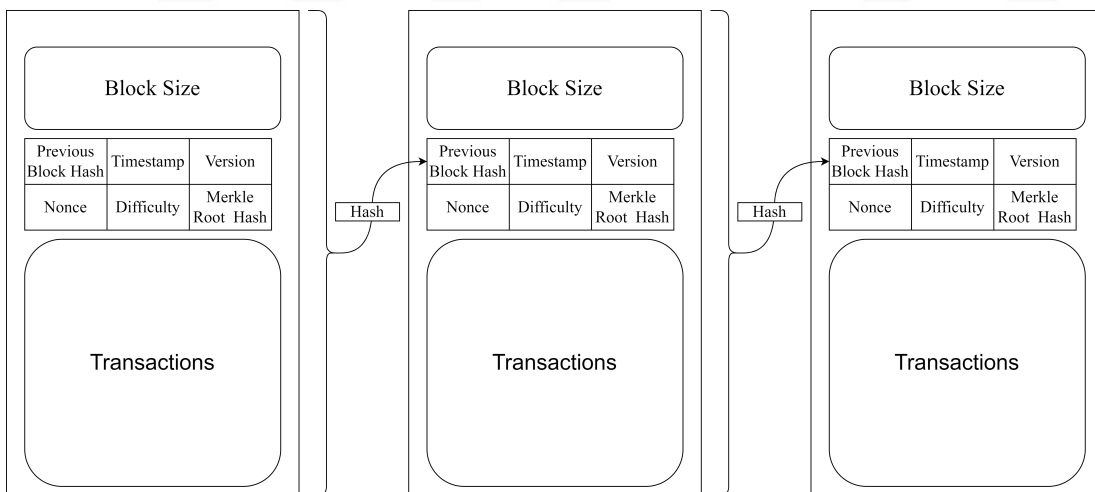 Block Size
Previous
Block Hash
Timestamp
Version
Nonce
Difficulty
Merkle
Root Hash
Transactions
Hash
Block Size
Previous
Block Hash
Timestamp
Version
Nonce
Difficulty
Merkle
Root Hash
Transactions
Hash
Block Size
Previous
Block Hash
Timestamp
Version
Nonce
Difficulty
Merkle
Root Hash
Transactions